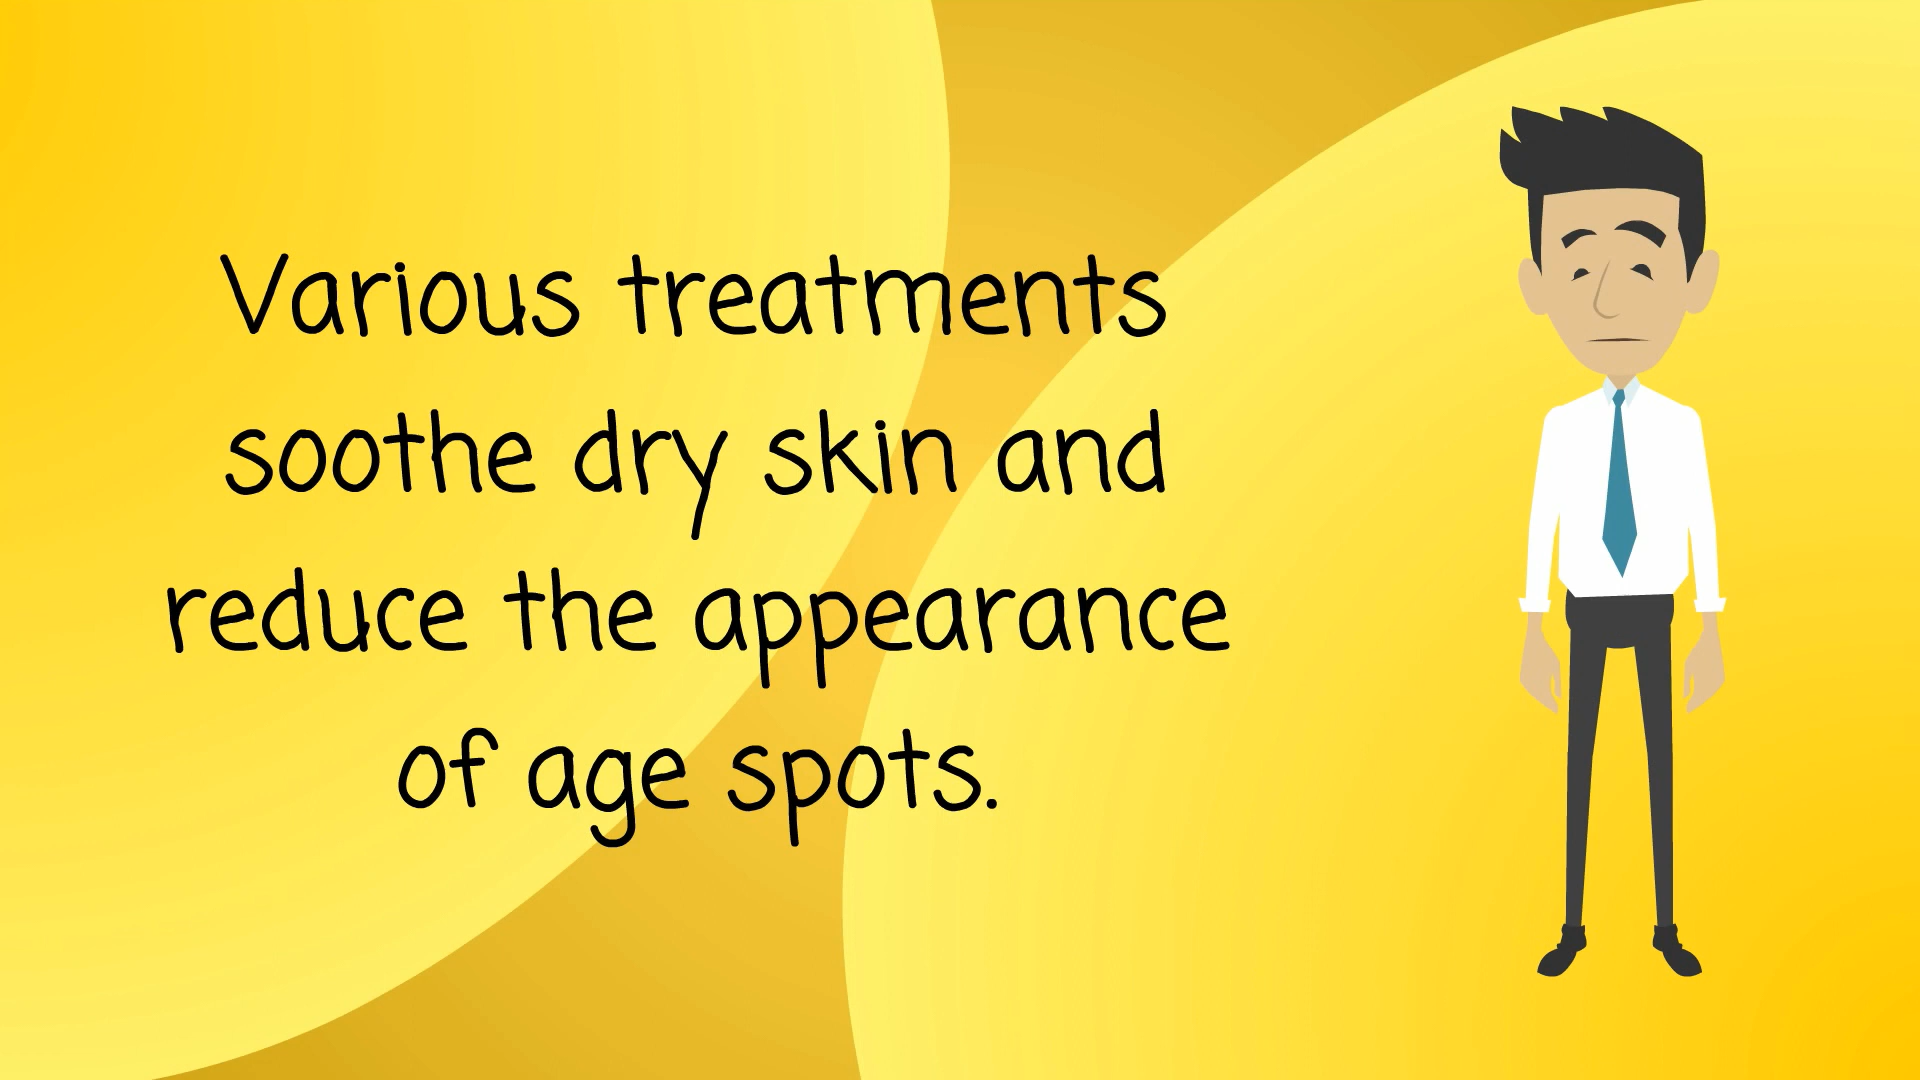 Various treatments
soothe dry skin and
reduce the appearance
of age spots.